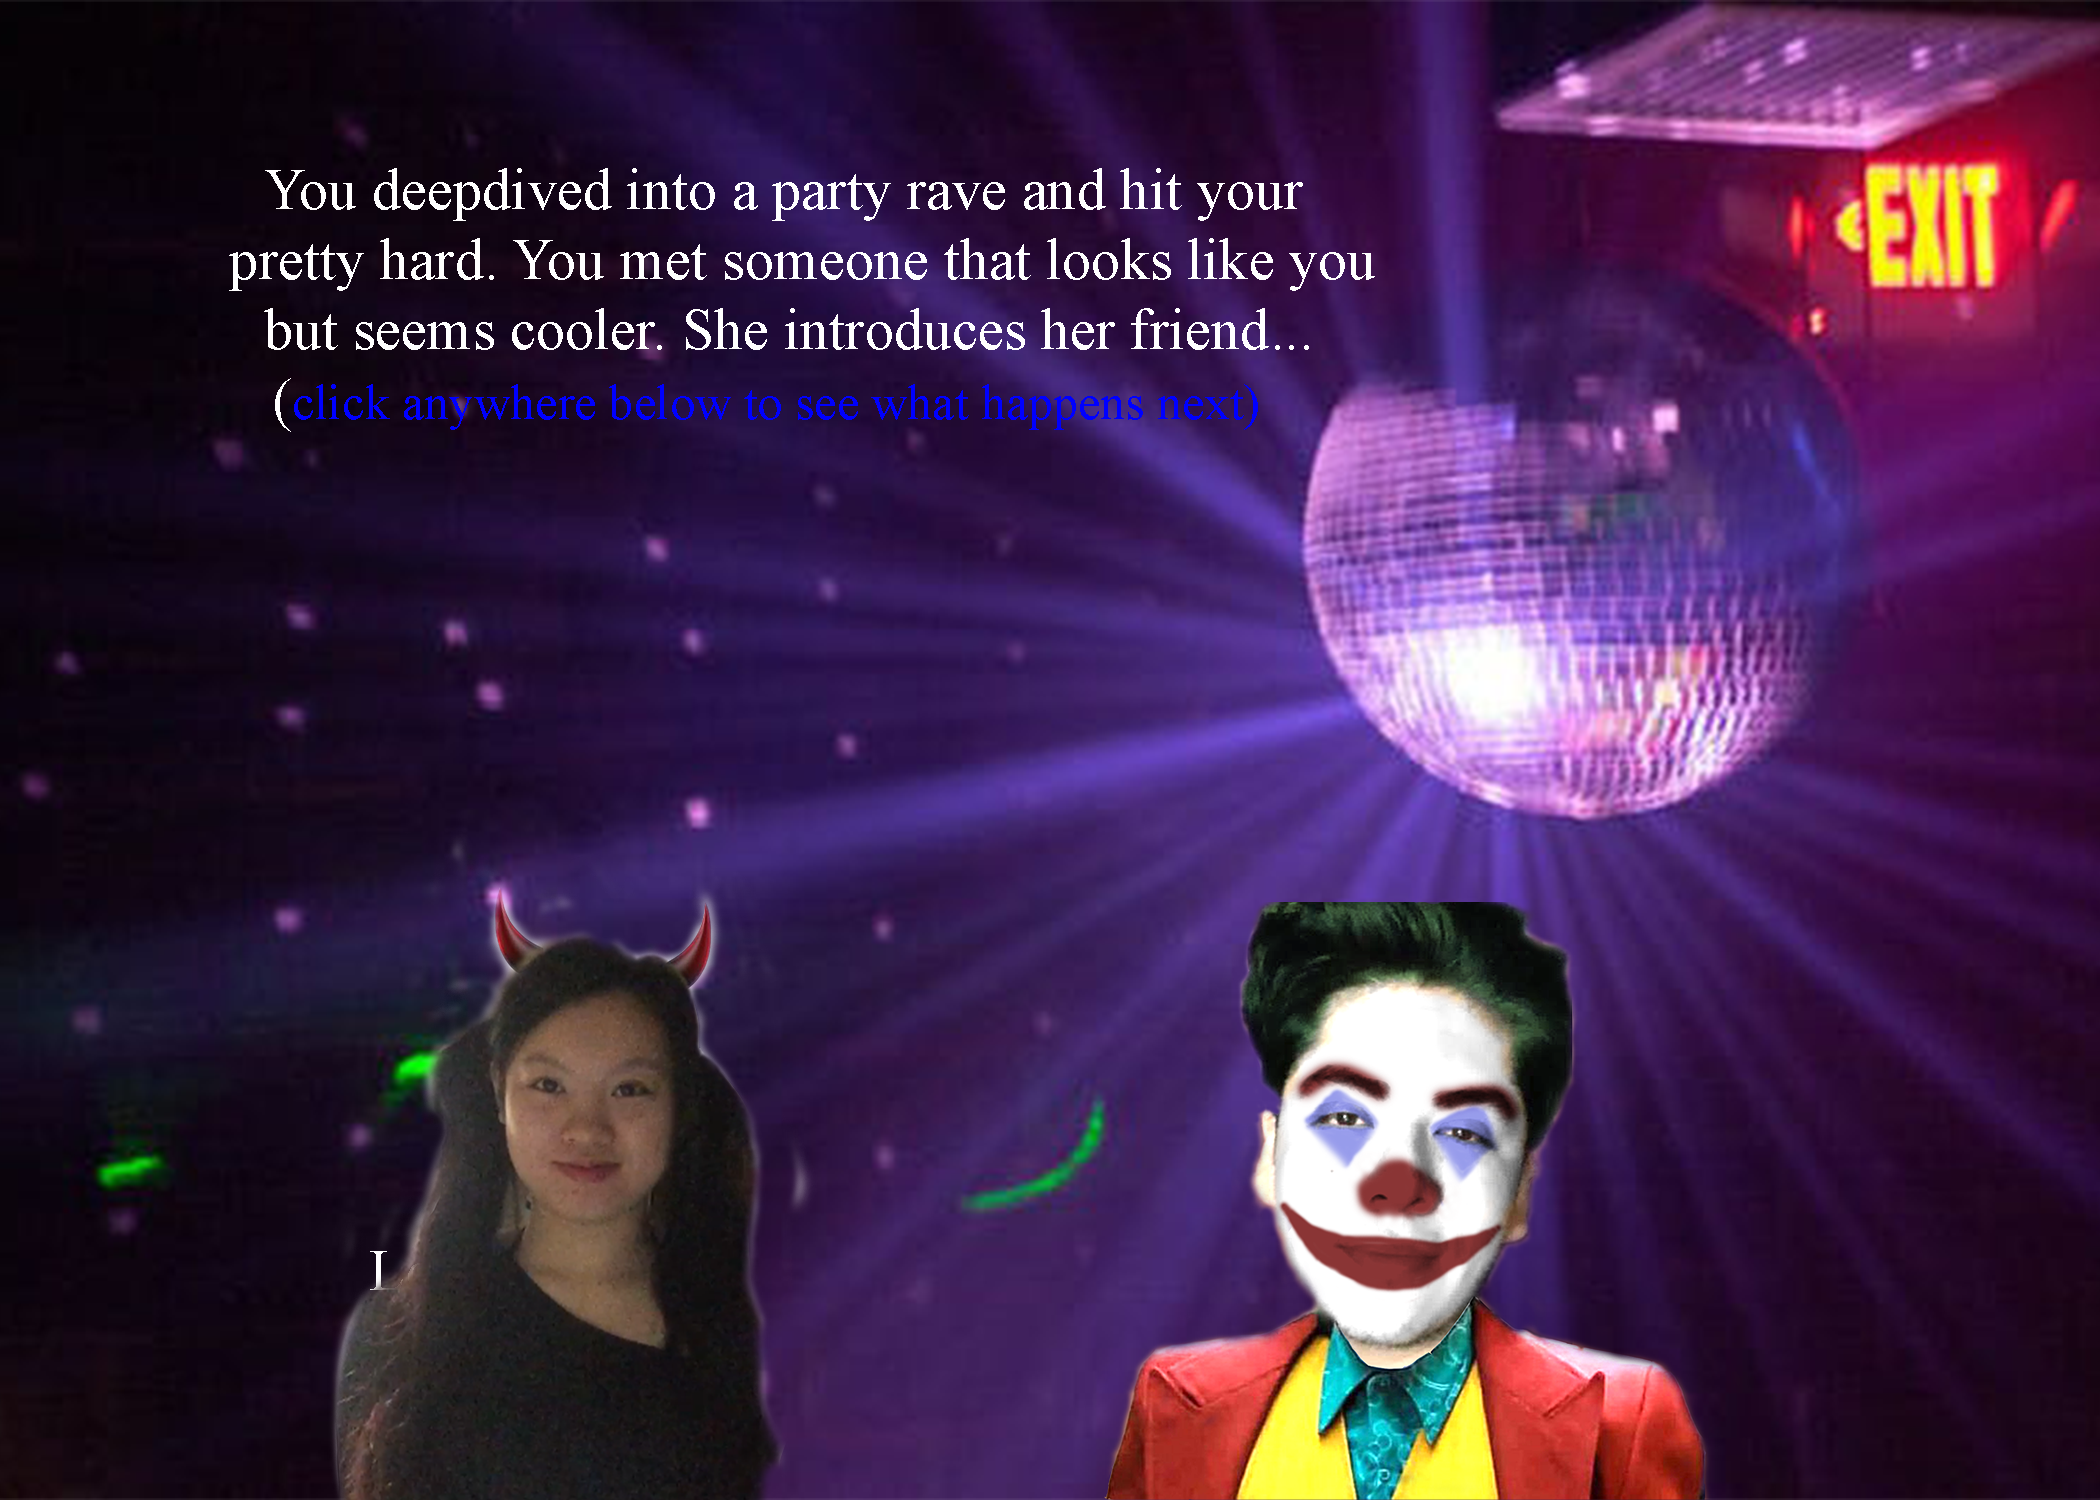 EXIT
You deepdived into a party rave and hit your
pretty hard. You met someone that looks like you
but seems cooler. She introduces her friend...
(click anywhere below to see what happens next)
I